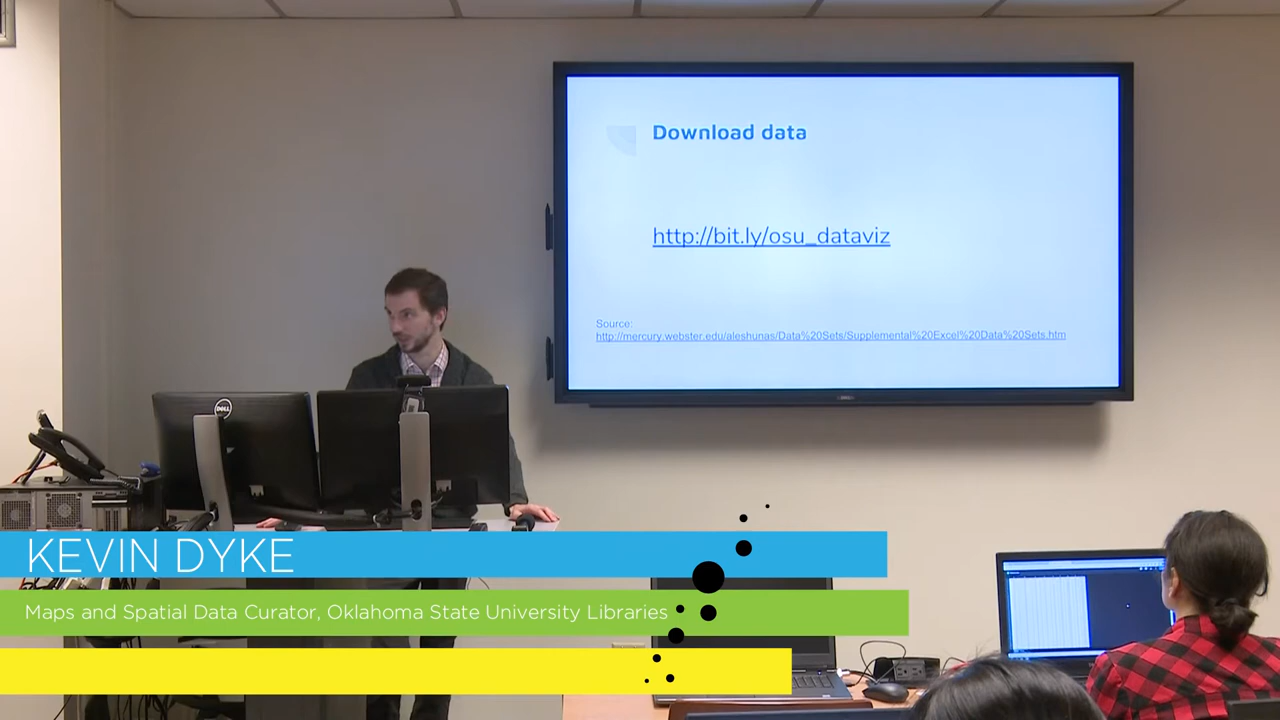 Download data
http://bit.ly/osu_dataviz
Source:
http://mercury.webster.edu/aleshunas/Data%20Sets/Supplemental%20Excel%20Data%20Sets.htm
DELL
KEVIN DYKE
Maps and Spatial Data Curator, Oklahoma State University Libraries